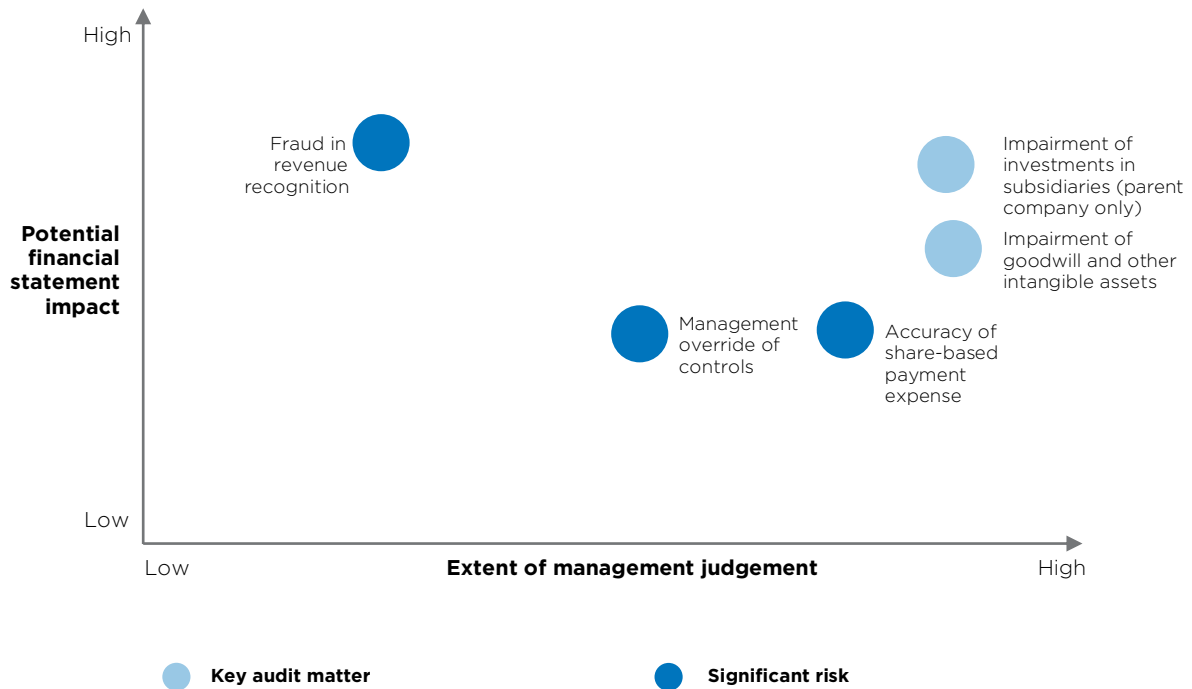 High
Fraud in
revenue
recognition
Impairment of
investments in
subsidiaries (parent
company only)
Impairment of
goodwill and other
intangible assets
Potential
financial
statement
impact
Management
override of
controls
Accuracy of
share-based
payment
expense
Low
Low
Extent of management judgement
High
Key audit matter
Significant risk